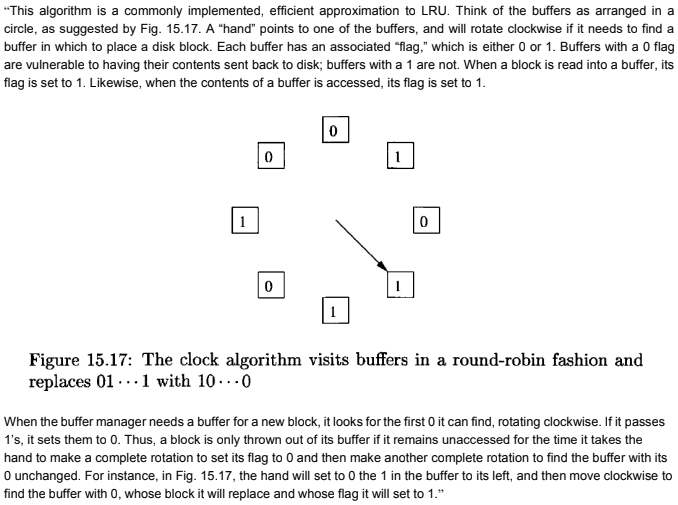 “This algorithm is a commonly implemented, efficient approximation to LRU. Think of the buffers as arranged in a
circle, as suggested by Fig. 15.17. A “hand” points to one of the buffers, and will rotate clockwise if it needs to find a
buffer in which to place a disk block. Each buffer has an associated “flag,” which is either 0 or 1. Buffers with a 0 flag
are vulnerable to having their contents sent back to disk; buffers with a 1 are not. When a block is read into a buffer, its
flag is set to 1. Likewise, when the contents of a buffer is accessed, its flag is set to 1.
0
0 1
1 0
0 1
1
Figure 15.17: The clock algorithm visits buffers in a round-robin fashion and
replaces 01 · · · 1 with 10 · · · 0
When the buffer manager needs a buffer for a new block, it looks for the first 0 it can find, rotating clockwise. If it passes
1’s, it sets them to 0. Thus, a block is only thrown out of its buffer if it remains unaccessed for the time it takes the
hand to make a complete rotation to set its flag to 0 and then make another complete rotation to find the buffer with its
0 unchanged. For instance, in Fig. 15.17, the hand will set to 0 the 1 in the buffer to its left, and then move clockwise to
find the buffer with 0, whose block it will replace and whose flag it will set to 1.”